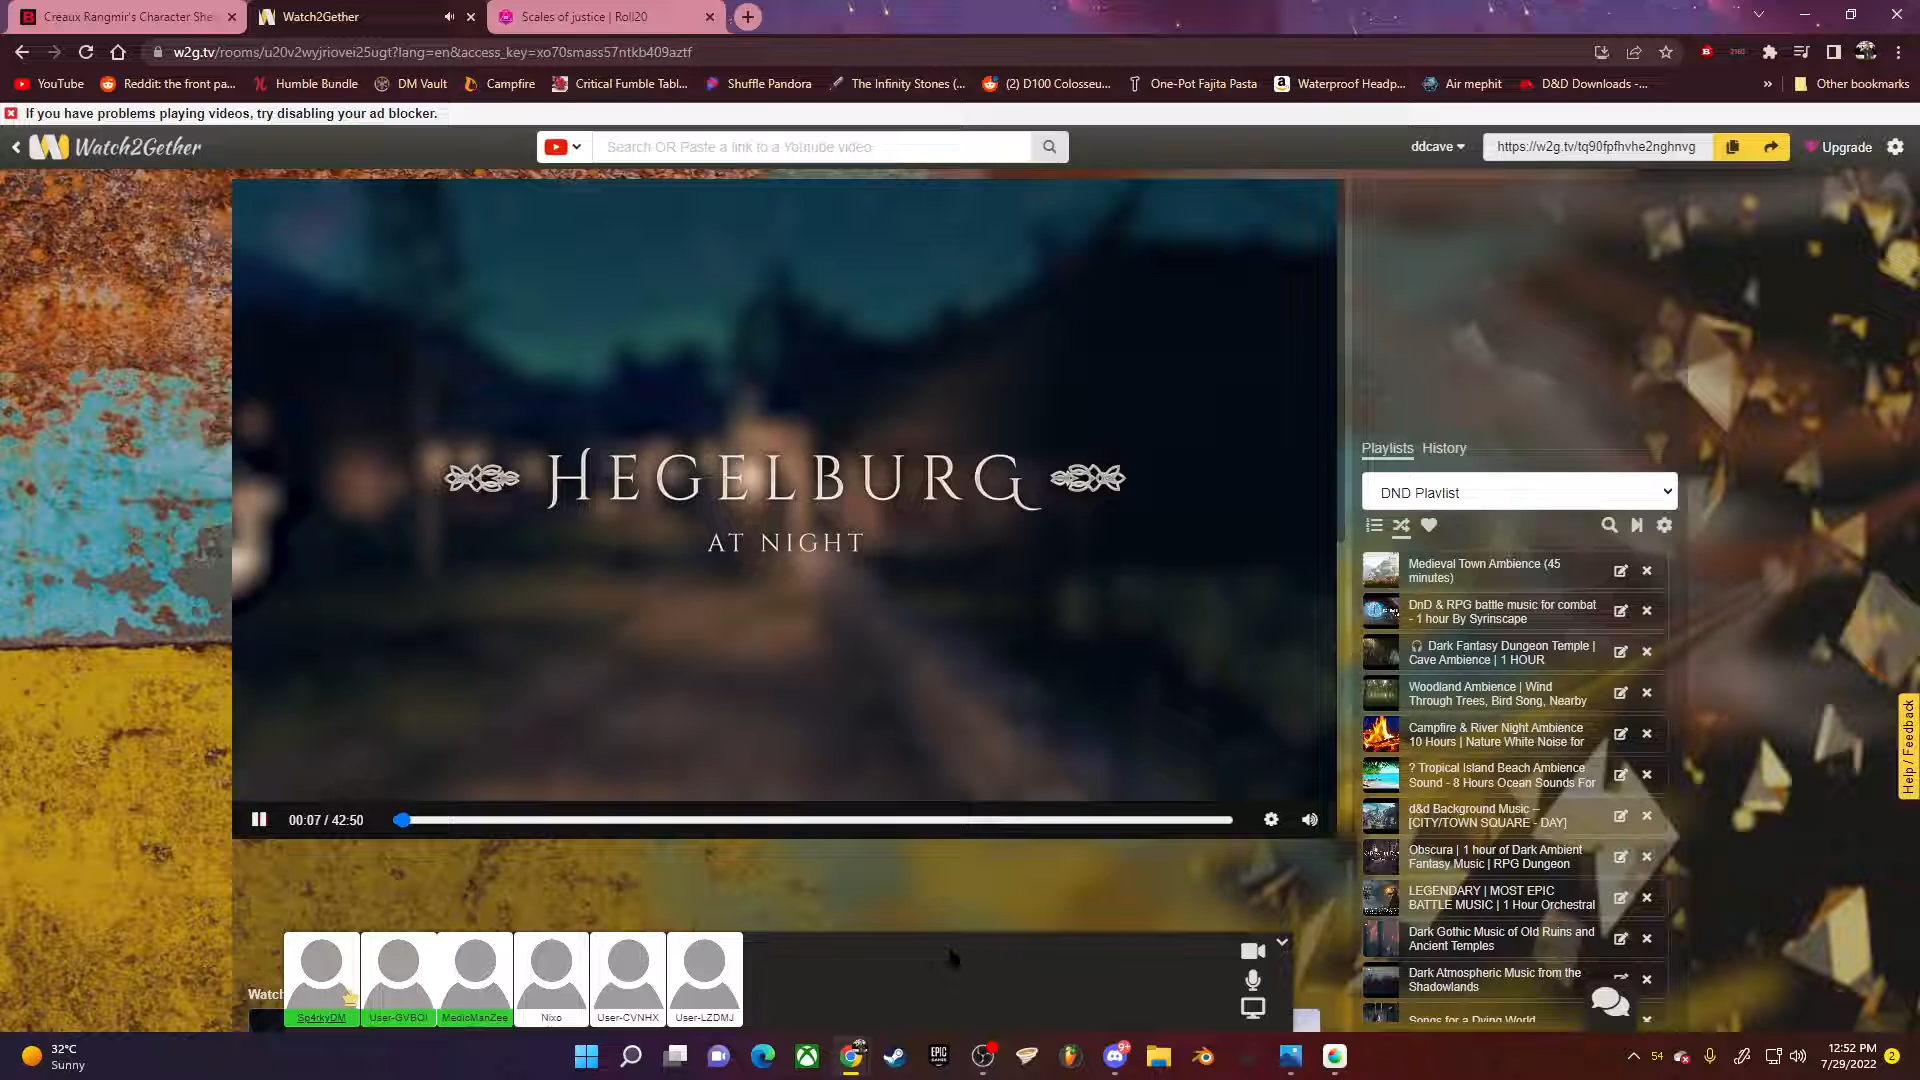 Creaux Rangmir's Character She
Watch2Gether
Scales of justice | Roll20
w2g.tv/rooms/u20v2wyjriovei25ugt?lang=en&access_key=xo70smass57ntkb409aztf
YouTube
Reddit: the front pa...
Humble Bundle
DM Vault
Campfire
Critical Fumble Tabl...
Shuffle Pandora
The Infinity Stones (...
(2) D100 Colosseu...
One-Pot Fajita Pasta
Waterproof Headp...
Air mephit
D&D Downloads -...
»
Other bookmarks
If you have problems playing videos, try disabling your ad blocker.
Watch2Gether
Search OR Paste a link to a Youtube video
ddcave
https://w2g.tv/tq90fpfhvhe2nghnvg
Upgrade
HEGELBURG
AT NIGHT
00:07 / 42:50
Playlists History
DND Playlist
Medieval Town Ambience (45
minutes)
DnD & RPG battle music for combat
- 1 hour By Syrinscape
🎧 Dark Fantasy Dungeon Temple |
Cave Ambience | 1 HOUR
Woodland Ambience | Wind
Through Trees, Bird Song, Nearby
Campfire & River Night Ambience
10 Hours | Nature White Noise for
? Tropical Island Beach Ambience
Sound - 8 Hours Ocean Sounds For
d&d Background Music –
[CITY/TOWN SQUARE - DAY]
Obscura | 1 hour of Dark Ambient
Fantasy Music | RPG Dungeon
LEGENDARY | MOST EPIC
BATTLE MUSIC | 1 Hour Orchestral
Dark Gothic Music of Old Ruins and
Ancient Temples
Dark Atmospheric Music from the
Shadowlands
Songs for a Dying World
Help / Feedback
Watch
Sp4rkyDM
User-GVBOI
MedicManZee
Nixo
User-CVNHX
User-LZDMJ
32°C
Sunny
EPIC
GAMES
9+
54
12:52 PM
7/29/2022
2